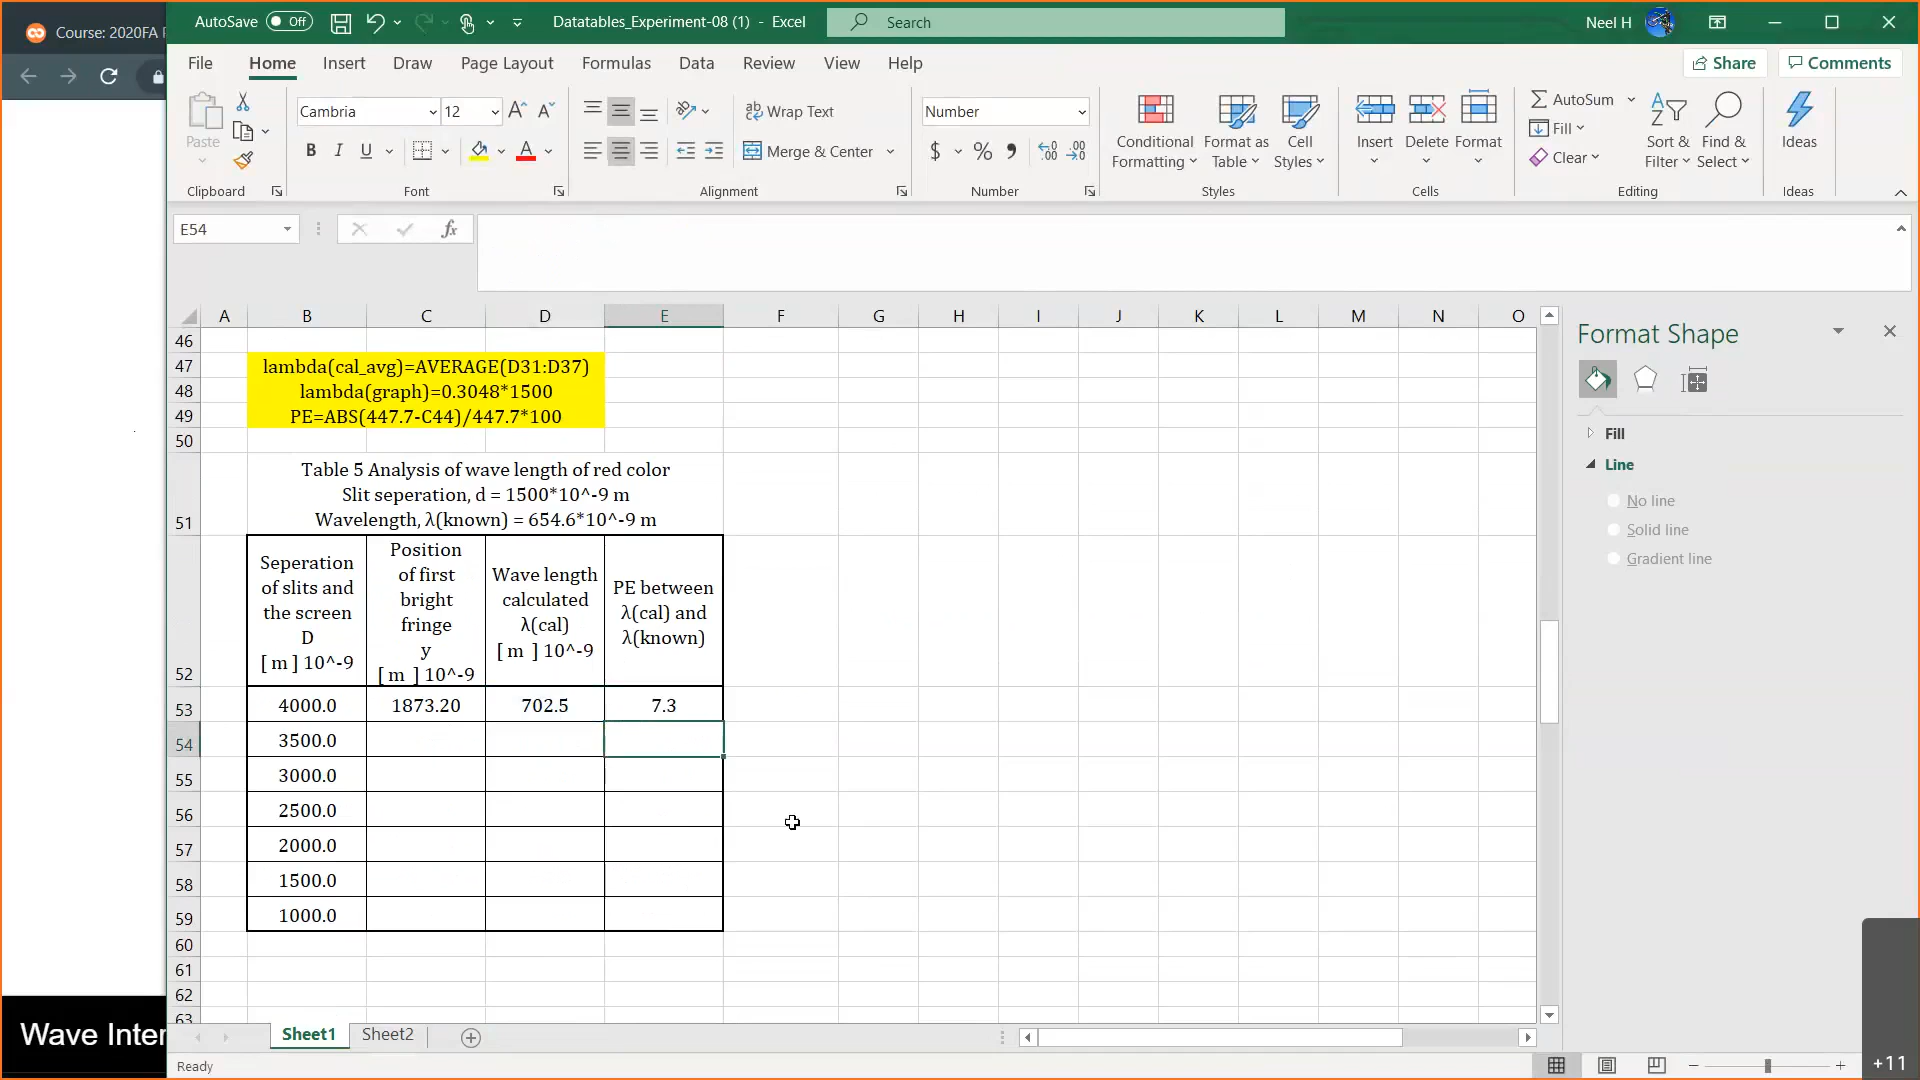 Course: 2020FA
AutoSave Off
Datatables_Experiment-08 (1) - Excel
Search
Neel H
File Home Insert Draw Page Layout Formulas Data Review View Help
Share Comments
Paste
Clipboard
Cambria 12
B I U A
Font
ab Wrap Text
Merge & Center
Alignment
Number
$ % 9
Number
Conditional Formatting
Format as Table
Cell Styles
Styles
Insert Delete Format
Cells
AutoSum
Fill
Clear
Sort & Filter
Find & Select
Editing
Ideas
Ideas
E54
fx
A B C D E F G H I J K L M N O
46
47 lambda(cal_avg)=AVERAGE(D31:D37)
48 lambda(graph)=0.3048*1500
49 PE=ABS(447.7-C44)/447.7*100
50
Table 5 Analysis of wave length of red color
Slit seperation, d = 1500*10^-9 m
51 Wavelength, λ(known) = 654.6*10^-9 m
Seperation of slits and the screen D [ m ] 10^-9
Position of first bright fringe y [ m ] 10^-9
Wave length calculated λ(cal) [ m ] 10^-9
PE between λ(cal) and λ(known)
52
53 4000.0 1873.20 702.5 7.3
54 3500.0
55 3000.0
56 2500.0
57 2000.0
58 1500.0
59 1000.0
60
61
62
63
Format Shape
Fill
Line
No line
Solid line
Gradient line
Wave Inter
Sheet1 Sheet2
Ready
+11